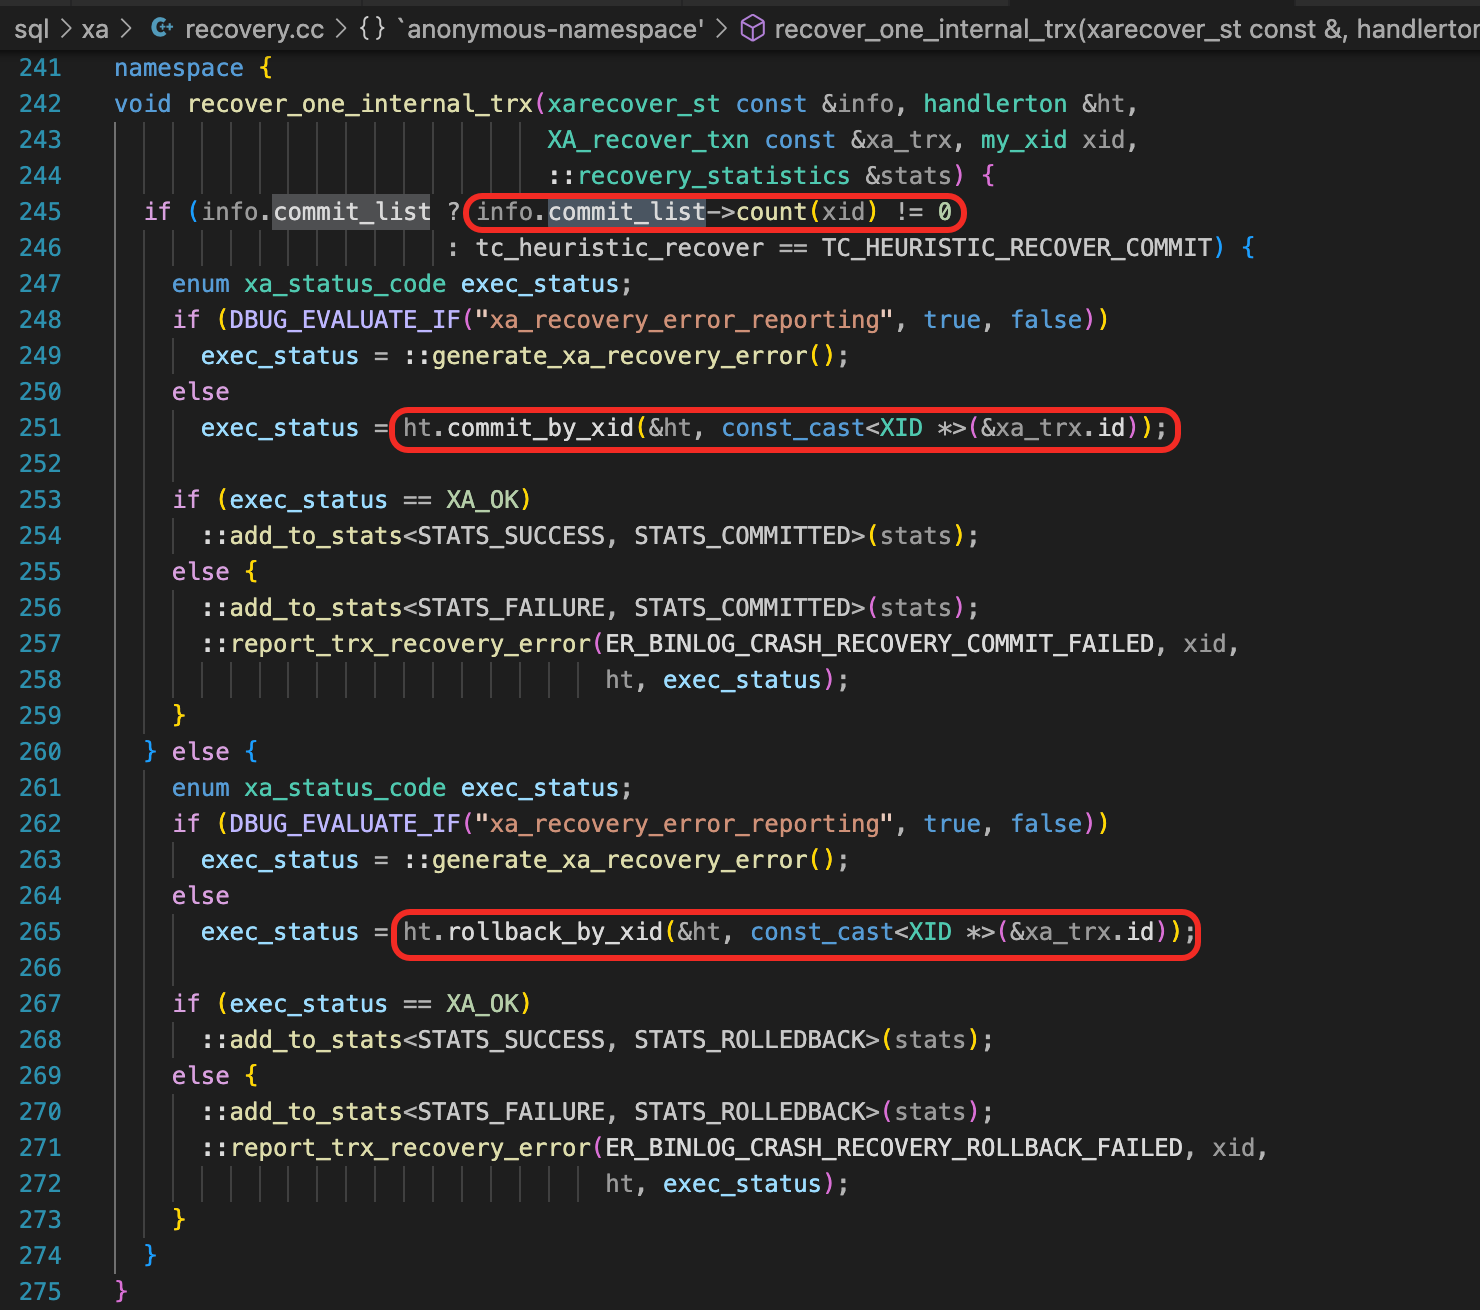 sql > xa > recovery.cc > {} `anonymous-namespace' > recover_one_internal_trx(xarecover_st const &, handlerton
241 namespace {
242 void recover_one_internal_trx(xarecover_st const &info, handlerton &ht,
243 XA_recover_txn const &xa_trx, my_xid xid,
244 ::recovery_statistics &stats) {
245 if (info.commit_list ? info.commit_list->count(xid) != 0
246 : tc_heuristic_recover == TC_HEURISTIC_RECOVER_COMMIT) {
247 enum xa_status_code exec_status;
248 if (DBUG_EVALUATE_IF("xa_recovery_error_reporting", true, false))
249 exec_status = ::generate_xa_recovery_error();
250 else
251 exec_status = ht.commit_by_xid(&ht, const_cast<XID *>(&xa_trx.id));
252
253 if (exec_status == XA_OK)
254 ::add_to_stats<STATS_SUCCESS, STATS_COMMITTED>(stats);
255 else {
256 ::add_to_stats<STATS_FAILURE, STATS_COMMITTED>(stats);
257 ::report_trx_recovery_error(ER_BINLOG_CRASH_RECOVERY_COMMIT_FAILED, xid,
258 ht, exec_status);
259 }
260 } else {
261 enum xa_status_code exec_status;
262 if (DBUG_EVALUATE_IF("xa_recovery_error_reporting", true, false))
263 exec_status = ::generate_xa_recovery_error();
264 else
265 exec_status = ht.rollback_by_xid(&ht, const_cast<XID *>(&xa_trx.id));
266
267 if (exec_status == XA_OK)
268 ::add_to_stats<STATS_SUCCESS, STATS_ROLLEDBACK>(stats);
269 else {
270 ::add_to_stats<STATS_FAILURE, STATS_ROLLEDBACK>(stats);
271 ::report_trx_recovery_error(ER_BINLOG_CRASH_RECOVERY_ROLLBACK_FAILED, xid,
272 ht, exec_status);
273 }
274 }
275 }